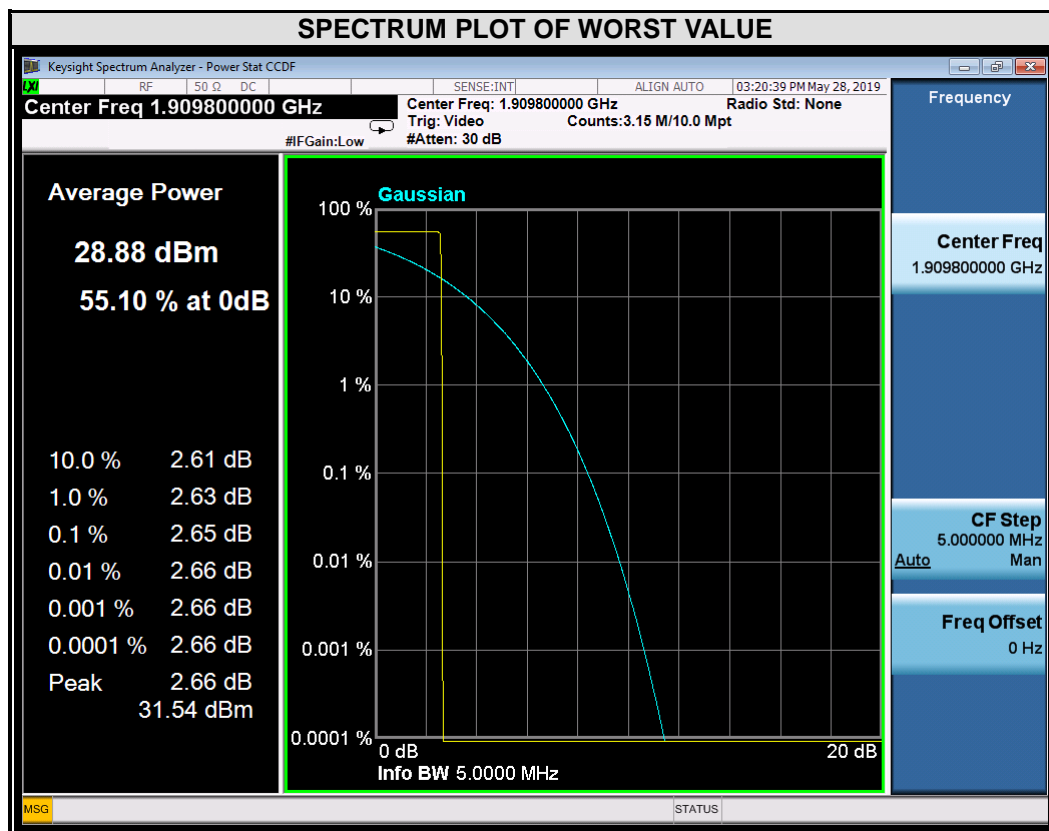 SPECTRUM PLOT OF WORST VALUE
Keysight Spectrum Analyzer - Power Stat CCDF
LXI RF 50 Ω DC SENSE:INT ALIGN AUTO 03:20:39 PM May 28, 2019
Center Freq 1.909800000 GHz
Center Freq: 1.909800000 GHz Radio Std: None
Trig: Video Counts:3.15 M/10.0 Mpt
#IFGain:Low #Atten: 30 dB
Frequency
Average Power
28.88 dBm
55.10 % at 0dB
10.0 % 2.61 dB
1.0 % 2.63 dB
0.1 % 2.65 dB
0.01 % 2.66 dB
0.001 % 2.66 dB
0.0001 % 2.66 dB
Peak 2.66 dB
31.54 dBm
Gaussian
100 %
10 %
1 %
0.1 %
0.01 %
0.001 %
0.0001 %
0 dB 20 dB
Info BW 5.0000 MHz
Center Freq
1.909800000 GHz
CF Step
5.000000 MHz
Auto Man
Freq Offset
0 Hz
MSG STATUS